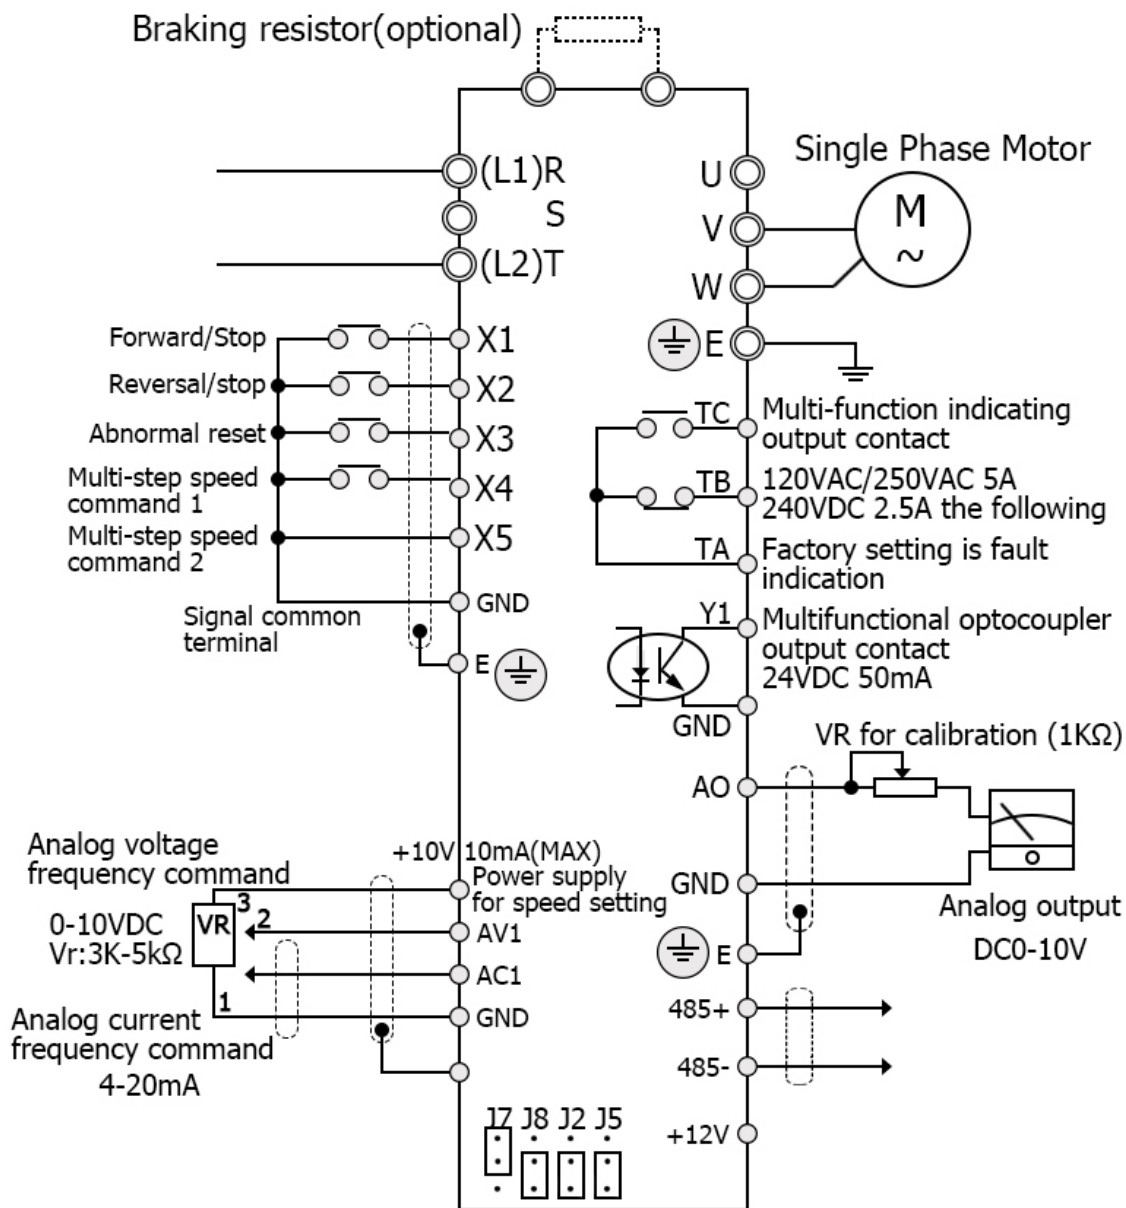 Braking resistor(optional)
Single Phase Motor
(L1)R
S
(L2)T
U
V
W
E
M
~
Forward/Stop
X1
Reversal/stop
X2
Abnormal reset
X3
Multi-step speed
command 1
X4
Multi-step speed
command 2
X5
GND
Signal common
terminal
E
TC
Multi-function indicating
output contact
TB
120VAC/250VAC 5A
240VDC 2.5A the following
TA
Factory setting is fault
indication
Y1
Multifunctional optocoupler
output contact
24VDC 50mA
GND
VR for calibration (1KΩ)
AO
GND
E
Analog output
DC0-10V
485+
485-
+12V
Analog voltage
frequency command
+10V 10mA(MAX)
Power supply
for speed setting
3
0-10VDC
Vr:3K-5kΩ
VR
2
AV1
AC1
1
GND
Analog current
frequency command
4-20mA
J7 J8 J2 J5